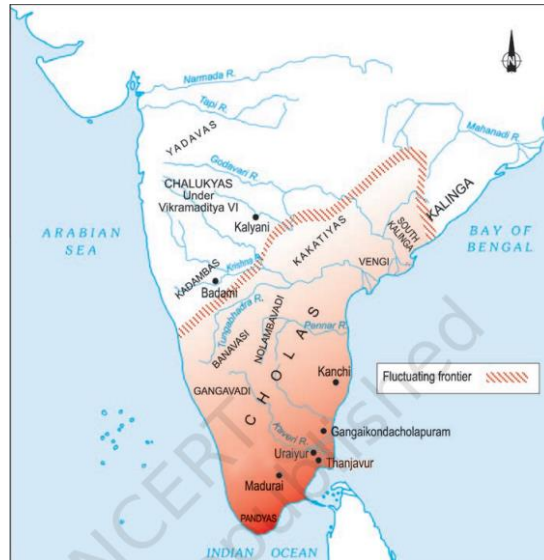 N
Narmada R.
Tapi R.
Mahanadi R.
YADAVAS
Godavari R.
KALINGA
CHALUKYAS
Under
Vikramaditya VI
Kalyani
SOUTH
KALINGA
KAKATIYAS
ARABIAN
SEA
BAY OF
BENGAL
VENGI
KADAMBAS
Krishna R.
Badami
Tungabhadra R.
BANAVASI
NOLAMBAVADI
Pennar R.
Fluctuating frontier
Kanchi
GANGAVADI
CHOLAS
Gangaikondacholapuram
Kaveri R.
Uraiyur
Thanjavur
Madurai
PANDYAS
INDIAN OCEAN
NCERT
published